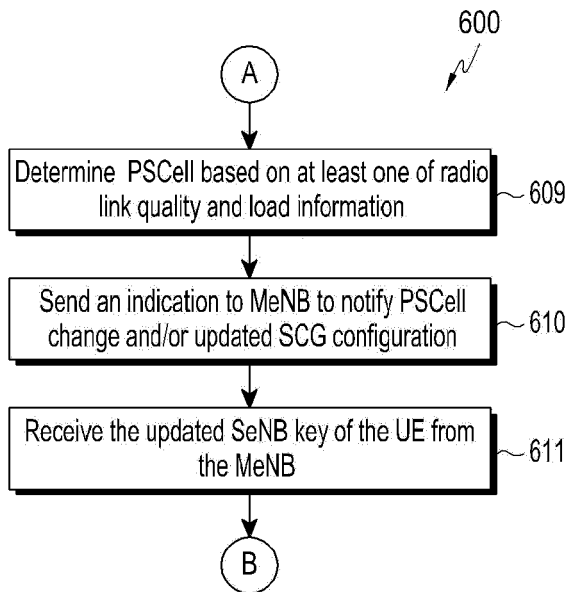 600
A
Determine PSCell based on at least one of radio
link quality and load information
609
Send an indication to MeNB to notify PSCell
change and/or updated SCG configuration
610
Receive the updated SeNB key of the UE from
the MeNB
611
B